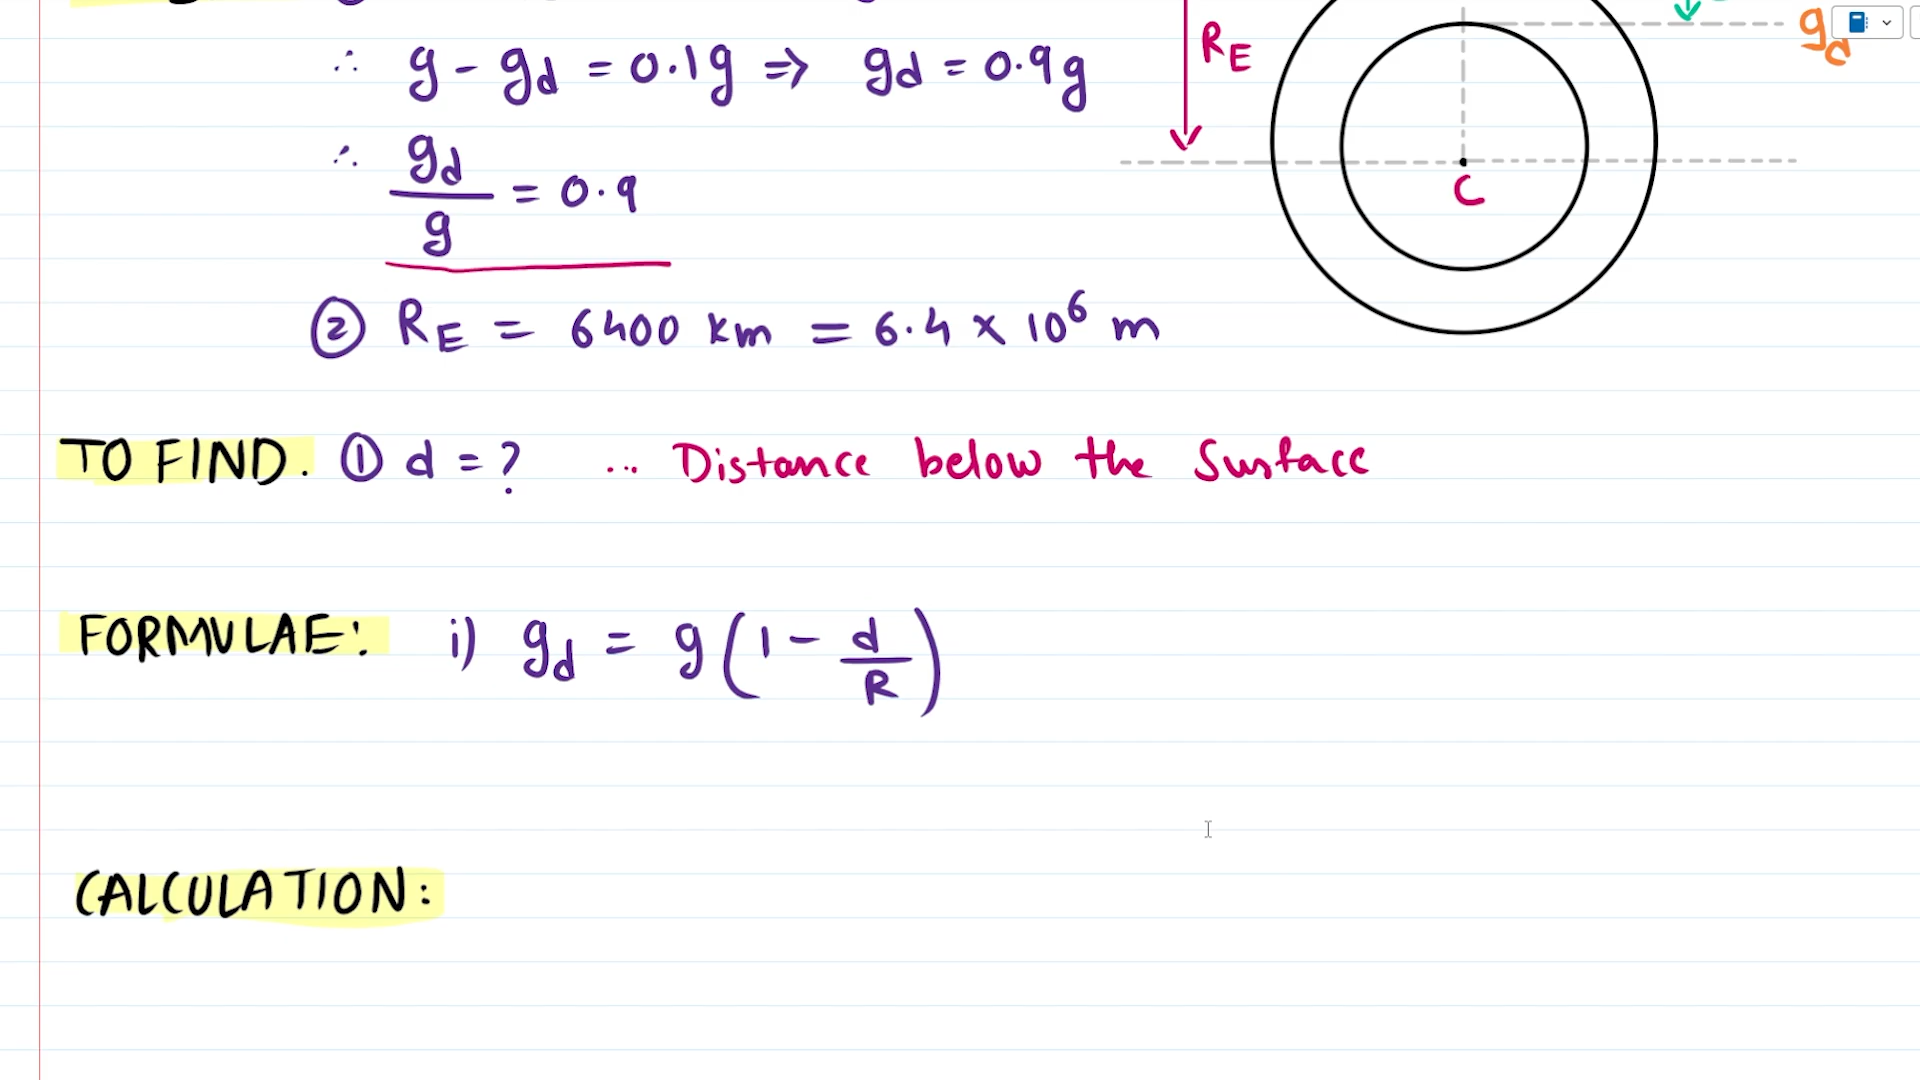 ∴ g - gd = 0.1g ⇒ gd = 0.9g
∴ gd/g = 0.9
② RE = 6400 km = 6.4 × 10⁶ m
RE
gd
C
TO FIND. ① d = ? ... Distance below the Surface
FORMULAE: i) gd = g(1 - d/R)
CALCULATION: